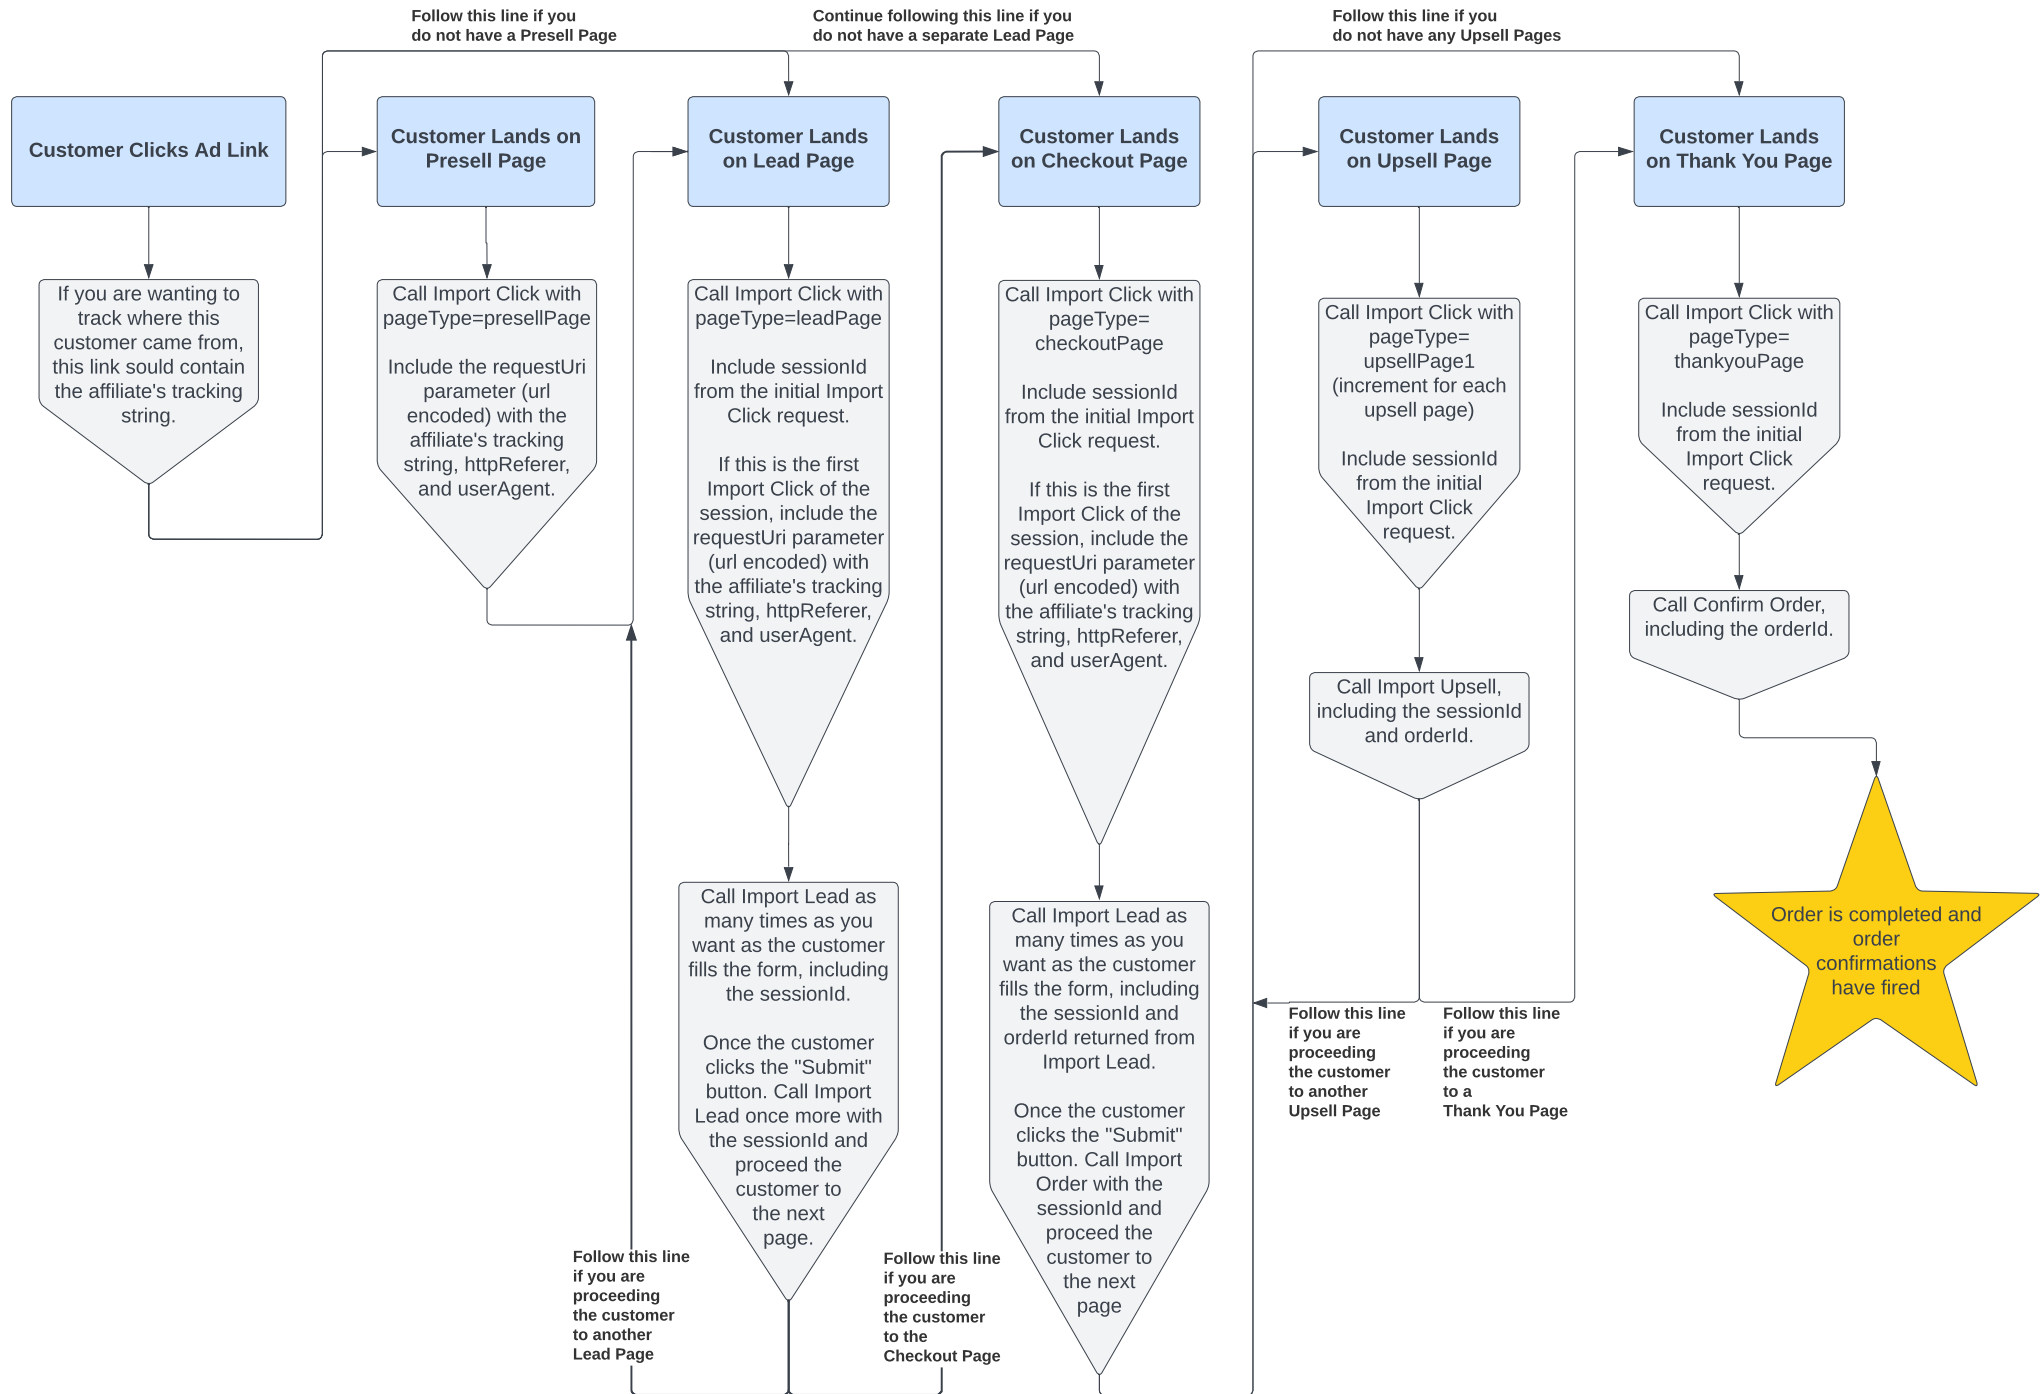 Follow this line if you
do not have a Presell Page
Continue following this line if you
do not have a separate Lead Page
Follow this line if you
do not have any Upsell Pages
Customer Clicks Ad Link
Customer Lands on
Presell Page
Customer Lands
on Lead Page
Customer Lands
on Checkout Page
Customer Lands
on Upsell Page
Customer Lands
on Thank You Page
If you are wanting to
track where this
customer came from,
this link sould contain
the affiliate's tracking
string.
Call Import Click with
pageType=presellPage
Include the requestUri
parameter (url
encoded) with the
affiliate's tracking
string, httpReferer,
and userAgent.
Call Import Click with
pageType=leadPage
Include sessionId
from the initial Import
Click request.
If this is the first
Import Click of the
session, include the
requestUri parameter
(url encoded) with
the affiliate's tracking
string, httpReferer,
and userAgent.
Call Import Click with
pageType=
checkoutPage
Include sessionId
from the initial Import
Click request.
If this is the first
Import Click of the
session, include the
requestUri parameter
(url encoded) with
the affiliate's tracking
string, httpReferer,
and userAgent.
Call Import Click with
pageType=
upsellPage1
(increment for each
upsell page)
Include sessionId
from the initial
Import Click
request.
Call Import Click with
pageType=
thankyouPage
Include sessionId
from the initial
Import Click
request.
Call Confirm Order,
including the orderId.
Call Import Upsell,
including the sessionId
and orderId.
Call Import Lead as
many times as you
want as the customer
fills the form, including
the sessionId.
Once the customer
clicks the "Submit"
button. Call Import
Lead once more with
the sessionId and
proceed the
customer to
the next
page.
Call Import Lead as
many times as you
want as the customer
fills the form, including
the sessionId and
orderId returned from
Import Lead.
Once the customer
clicks the "Submit"
button. Call Import
Order with the
sessionId and
proceed the
customer to
the next
page
Order is completed and
order
confirmations
have fired
Follow this line
if you are
proceeding
the customer
to another
Upsell Page
Follow this line
if you are
proceeding
the customer
to a
Thank You Page
Follow this line
if you are
proceeding
the customer
to another
Lead Page
Follow this line
if you are
proceeding
the customer
to the
Checkout Page